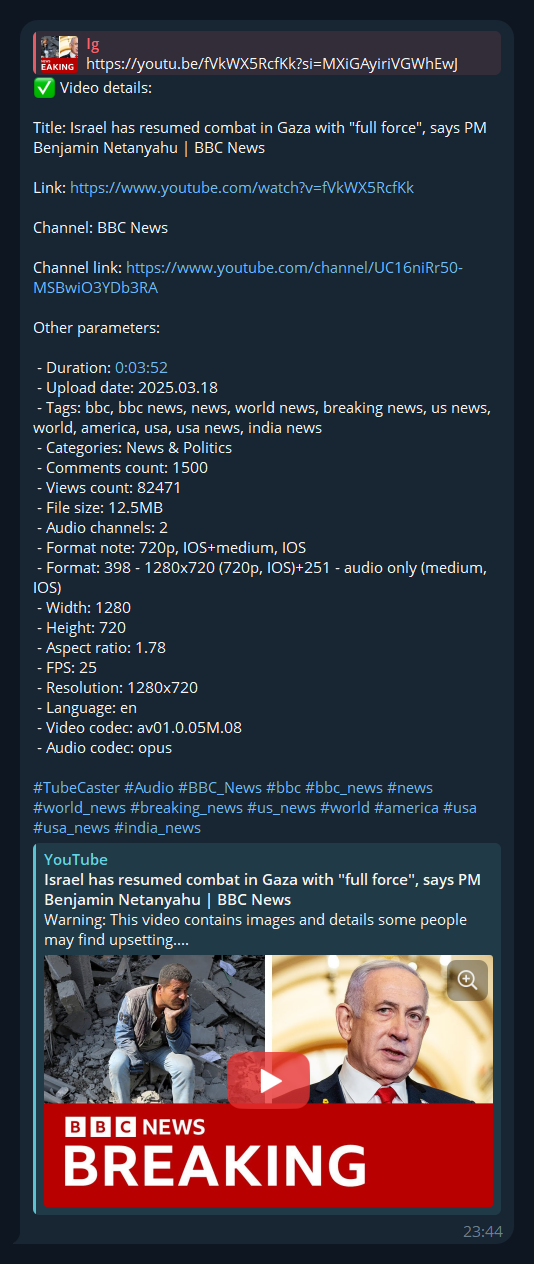 Ig
https://youtu.be/fVkWX5RcfKk?si=MXiGAyiriVGWhEwJ
✅ Video details:
Title: Israel has resumed combat in Gaza with "full force", says PM
Benjamin Netanyahu | BBC News
Link: https://www.youtube.com/watch?v=fVkWX5RcfKk
Channel: BBC News
Channel link: https://www.youtube.com/channel/UC16niRr50-
MSBwiO3YDb3RA
Other parameters:
- Duration: 0:03:52
- Upload date: 2025.03.18
- Tags: bbc, bbc news, news, world news, breaking news, us news,
world, america, usa, usa news, india news
- Categories: News & Politics
- Comments count: 1500
- Views count: 82471
- File size: 12.5MB
- Audio channels: 2
- Format note: 720p, IOS+medium, IOS
- Format: 398 - 1280x720 (720p, IOS)+251 - audio only (medium,
IOS)
- Width: 1280
- Height: 720
- Aspect ratio: 1.78
- FPS: 25
- Resolution: 1280x720
- Language: en
- Video codec: av01.0.05M.08
- Audio codec: opus
#TubeCaster #Audio #BBC_News #bbc #bbc_news #news
#world_news #breaking_news #us_news #world #america #usa
#usa_news #india_news
YouTube
Israel has resumed combat in Gaza with "full force", says PM
Benjamin Netanyahu | BBC News
Warning: This video contains images and details some people
may find upsetting....
BBC NEWS
BREAKING
23:44